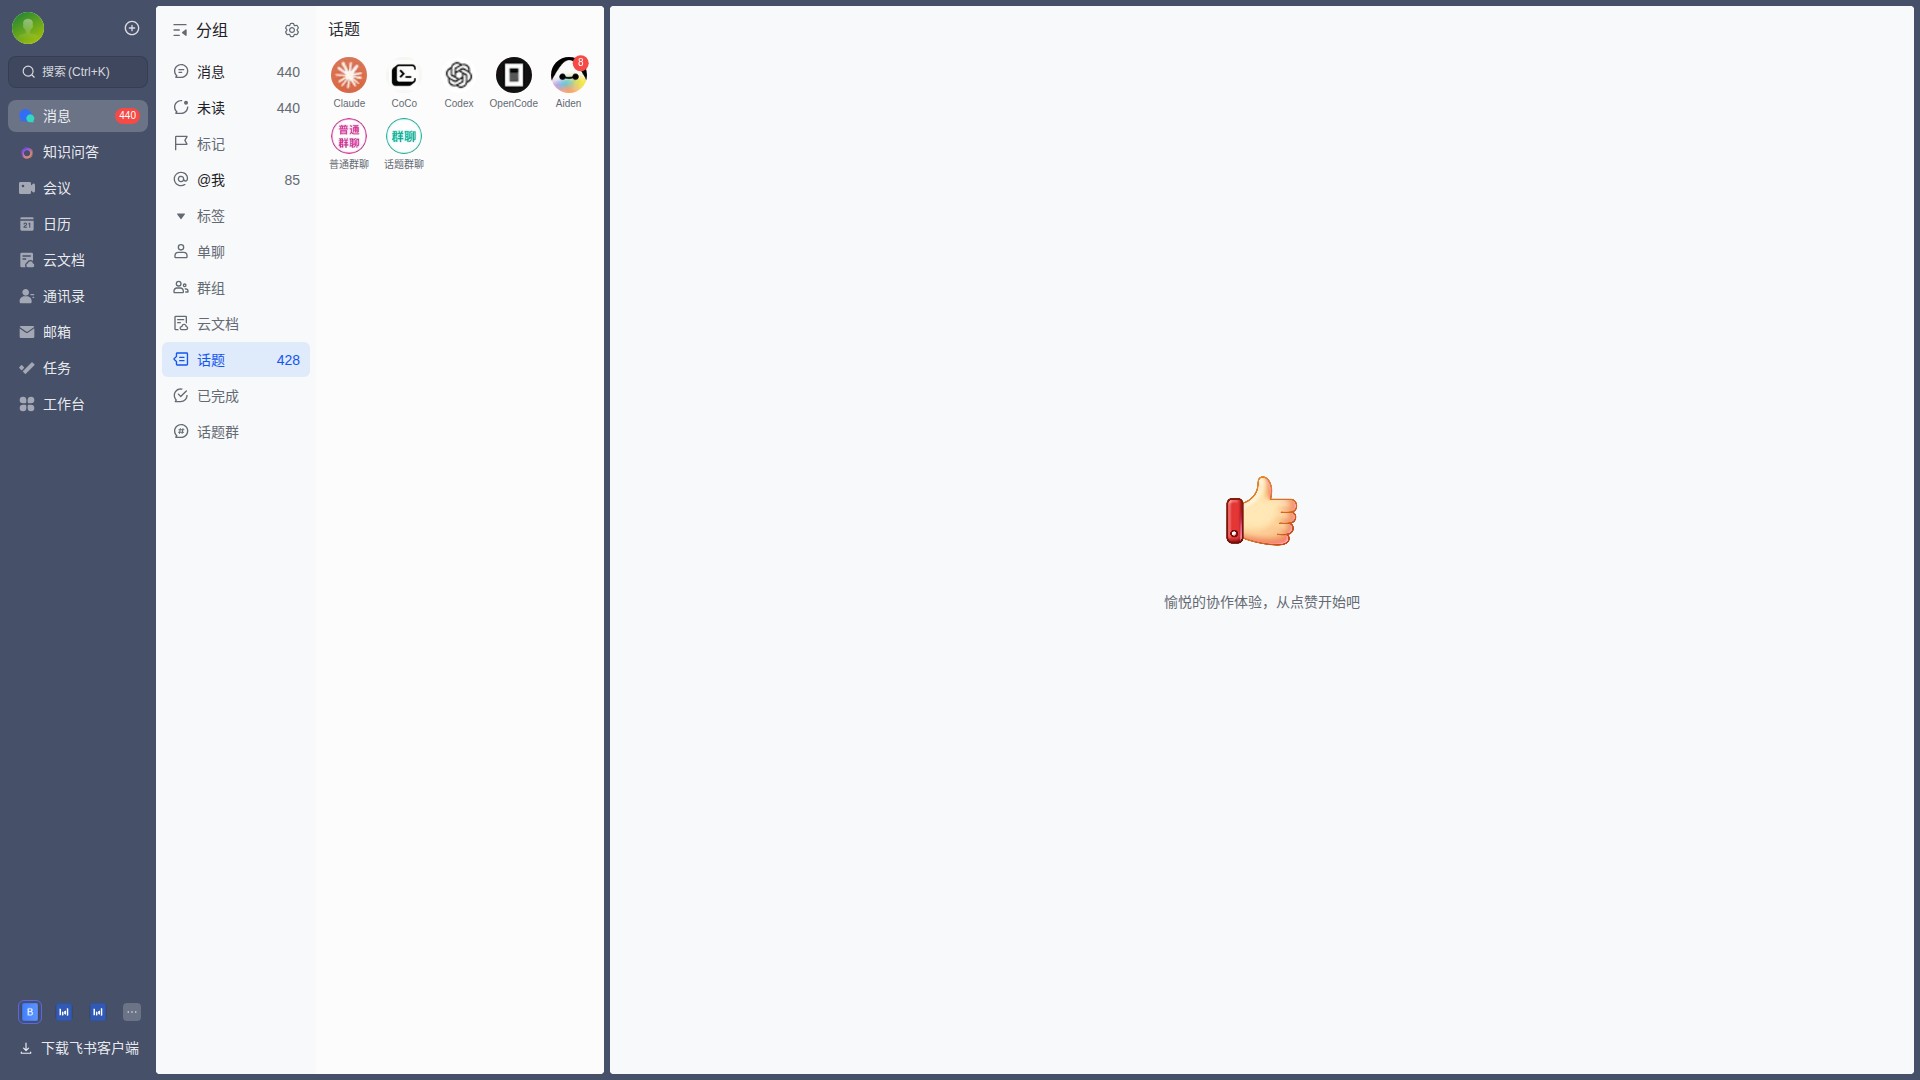 搜索 (Ctrl+K)
消息 440
知识问答
会议
日历
云文档
通讯录
邮箱
任务
工作台
B
下载飞书客户端
分组
消息 440
未读 440
标记
@我 85
标签
单聊
群组
云文档
话题 428
已完成
话题群
话题
8
Claude CoCo Codex OpenCode Aiden
普通
群聊
群聊
普通群聊 话题群聊
愉悦的协作体验，从点赞开始吧